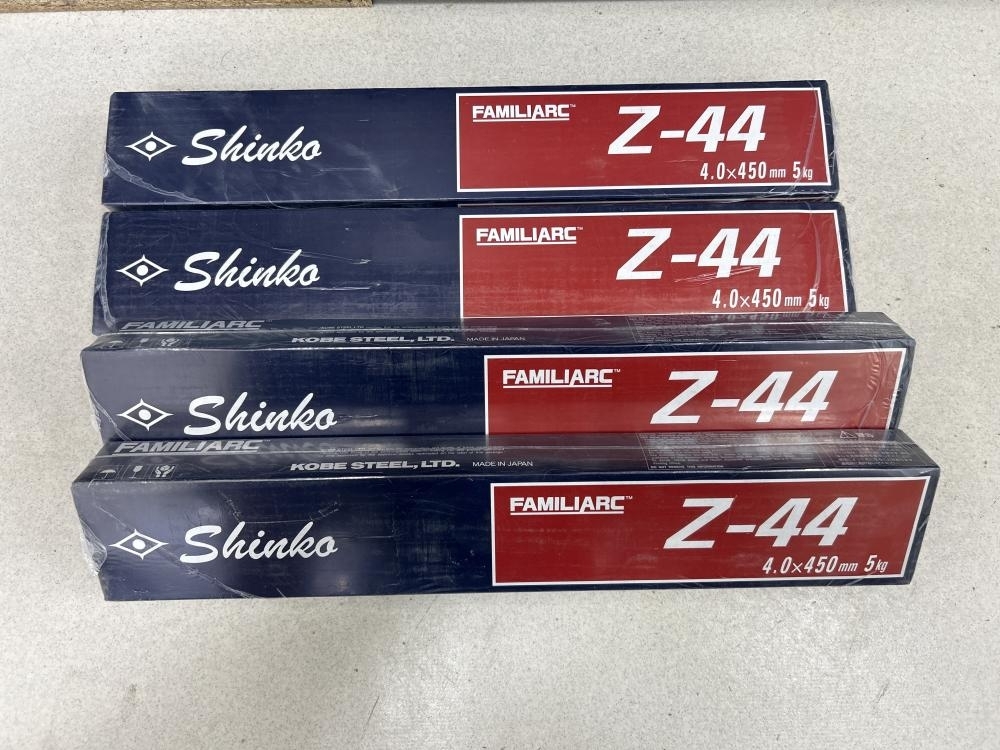 Shinko
FAMILIARC™
Z-44
4.0×450mm 5kg
Shinko
FAMILIARC™
Z-44
4.0×450mm 5kg
FAMILIARC
KOBE STEEL, LTD. MADE IN JAPAN
Shinko
FAMILIARC™
Z-44
FAMILIARC
KOBE STEEL, LTD. MADE IN JAPAN
Shinko
FAMILIARC™
Z-44
4.0×450mm 5kg